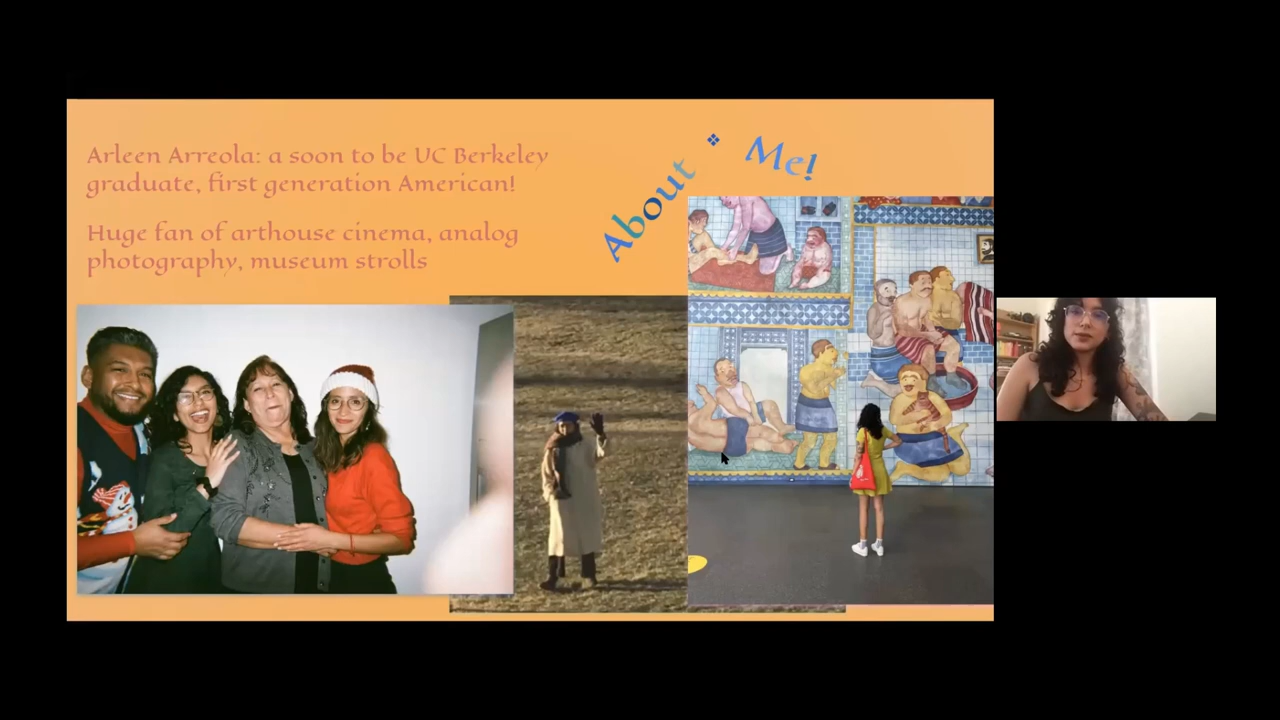 Arleen Arreola: a soon to be UC Berkeley
graduate, first generation American!
Huge fan of arthouse cinema, analog
photography, museum strolls
About Me!